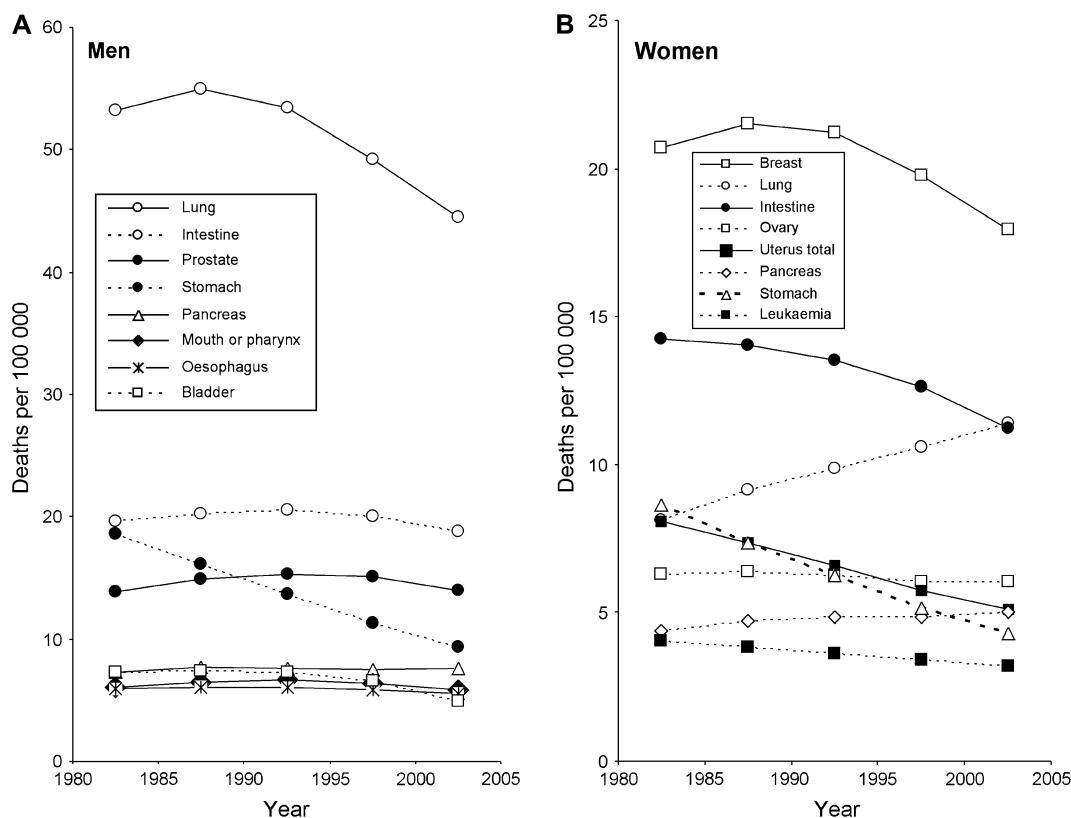 A
Men
60
50
40
30
20
10
0
Deaths per 100 000
Lung
Intestine
Prostate
Stomach
Pancreas
Mouth or pharynx
Oesophagus
Bladder
1980 1985 1990 1995 2000 2005
Year
B
Women
25
20
15
10
5
0
Deaths per 100 000
Breast
Lung
Intestine
Ovary
Uterus total
Pancreas
Stomach
Leukaemia
1980 1985 1990 1995 2000 2005
Year